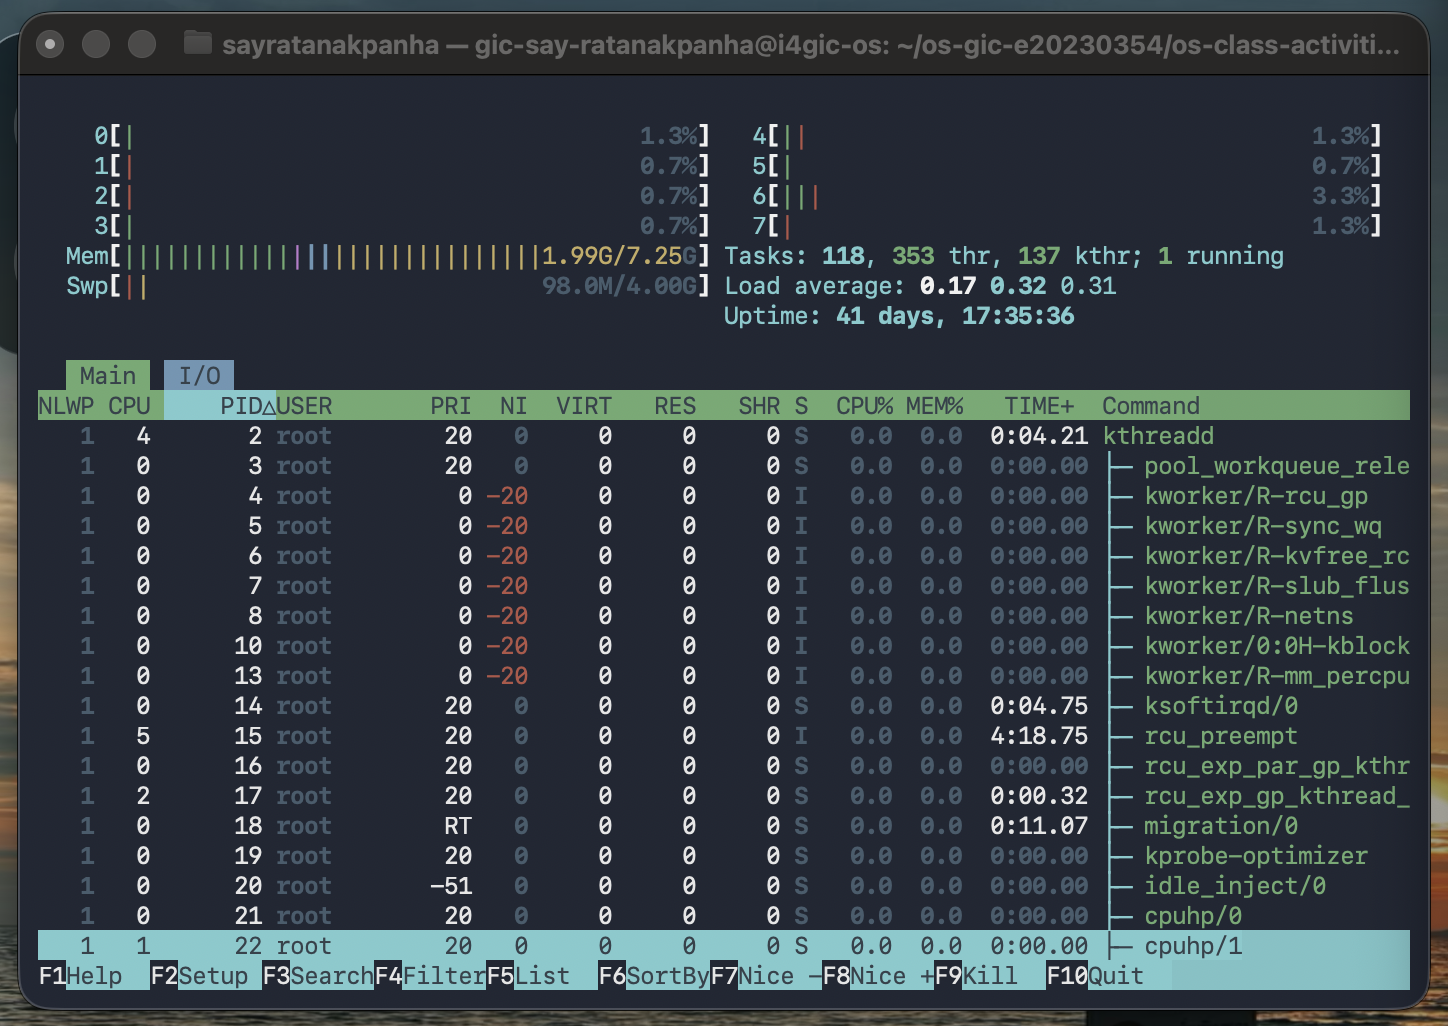 sayratanakpanha — gic-say-ratanakpanha@i4gic-os: ~/os-gic-e20230354/os-class-activiti...
0[| 1.3%] 4[|| 1.3%]
1[| 0.7%] 5[| 0.7%]
2[| 0.7%] 6[||| 3.3%]
3[| 0.7%] 7[| 1.3%]
Mem[||||||||||||||||||||||||||||||1.99G/7.25G] Tasks: 118, 353 thr, 137 kthr; 1 running
Swp[|| 98.0M/4.00G] Load average: 0.17 0.32 0.31
Uptime: 41 days, 17:35:36
Main I/O
NLWP CPU PID△USER PRI NI VIRT RES SHR S CPU% MEM% TIME+ Command
1 4 2 root 20 0 0 0 0 S 0.0 0.0 0:04.21 kthreadd
1 0 3 root 20 0 0 0 0 S 0.0 0.0 0:00.00 ├─ pool_workqueue_rele
1 0 4 root 0 -20 0 0 0 I 0.0 0.0 0:00.00 ├─ kworker/R-rcu_gp
1 0 5 root 0 -20 0 0 0 I 0.0 0.0 0:00.00 ├─ kworker/R-sync_wq
1 0 6 root 0 -20 0 0 0 I 0.0 0.0 0:00.00 ├─ kworker/R-kvfree_rc
1 0 7 root 0 -20 0 0 0 I 0.0 0.0 0:00.00 ├─ kworker/R-slub_flus
1 0 8 root 0 -20 0 0 0 I 0.0 0.0 0:00.00 ├─ kworker/R-netns
1 0 10 root 0 -20 0 0 0 I 0.0 0.0 0:00.00 ├─ kworker/0:0H-kblock
1 0 13 root 0 -20 0 0 0 I 0.0 0.0 0:00.00 ├─ kworker/R-mm_percpu
1 0 14 root 20 0 0 0 0 S 0.0 0.0 0:04.75 ├─ ksoftirqd/0
1 5 15 root 20 0 0 0 0 I 0.0 0.0 4:18.75 ├─ rcu_preempt
1 0 16 root 20 0 0 0 0 S 0.0 0.0 0:00.00 ├─ rcu_exp_par_gp_kthr
1 2 17 root 20 0 0 0 0 S 0.0 0.0 0:00.32 ├─ rcu_exp_gp_kthread_
1 0 18 root RT 0 0 0 0 S 0.0 0.0 0:11.07 ├─ migration/0
1 0 19 root 20 0 0 0 0 S 0.0 0.0 0:00.00 ├─ kprobe-optimizer
1 0 20 root -51 0 0 0 0 S 0.0 0.0 0:00.00 ├─ idle_inject/0
1 0 21 root 20 0 0 0 0 S 0.0 0.0 0:00.00 ├─ cpuhp/0
1 1 22 root 20 0 0 0 0 S 0.0 0.0 0:00.00 ├─ cpuhp/1
F1Help F2Setup F3SearchF4FilterF5List F6SortByF7Nice -F8Nice +F9Kill F10Quit